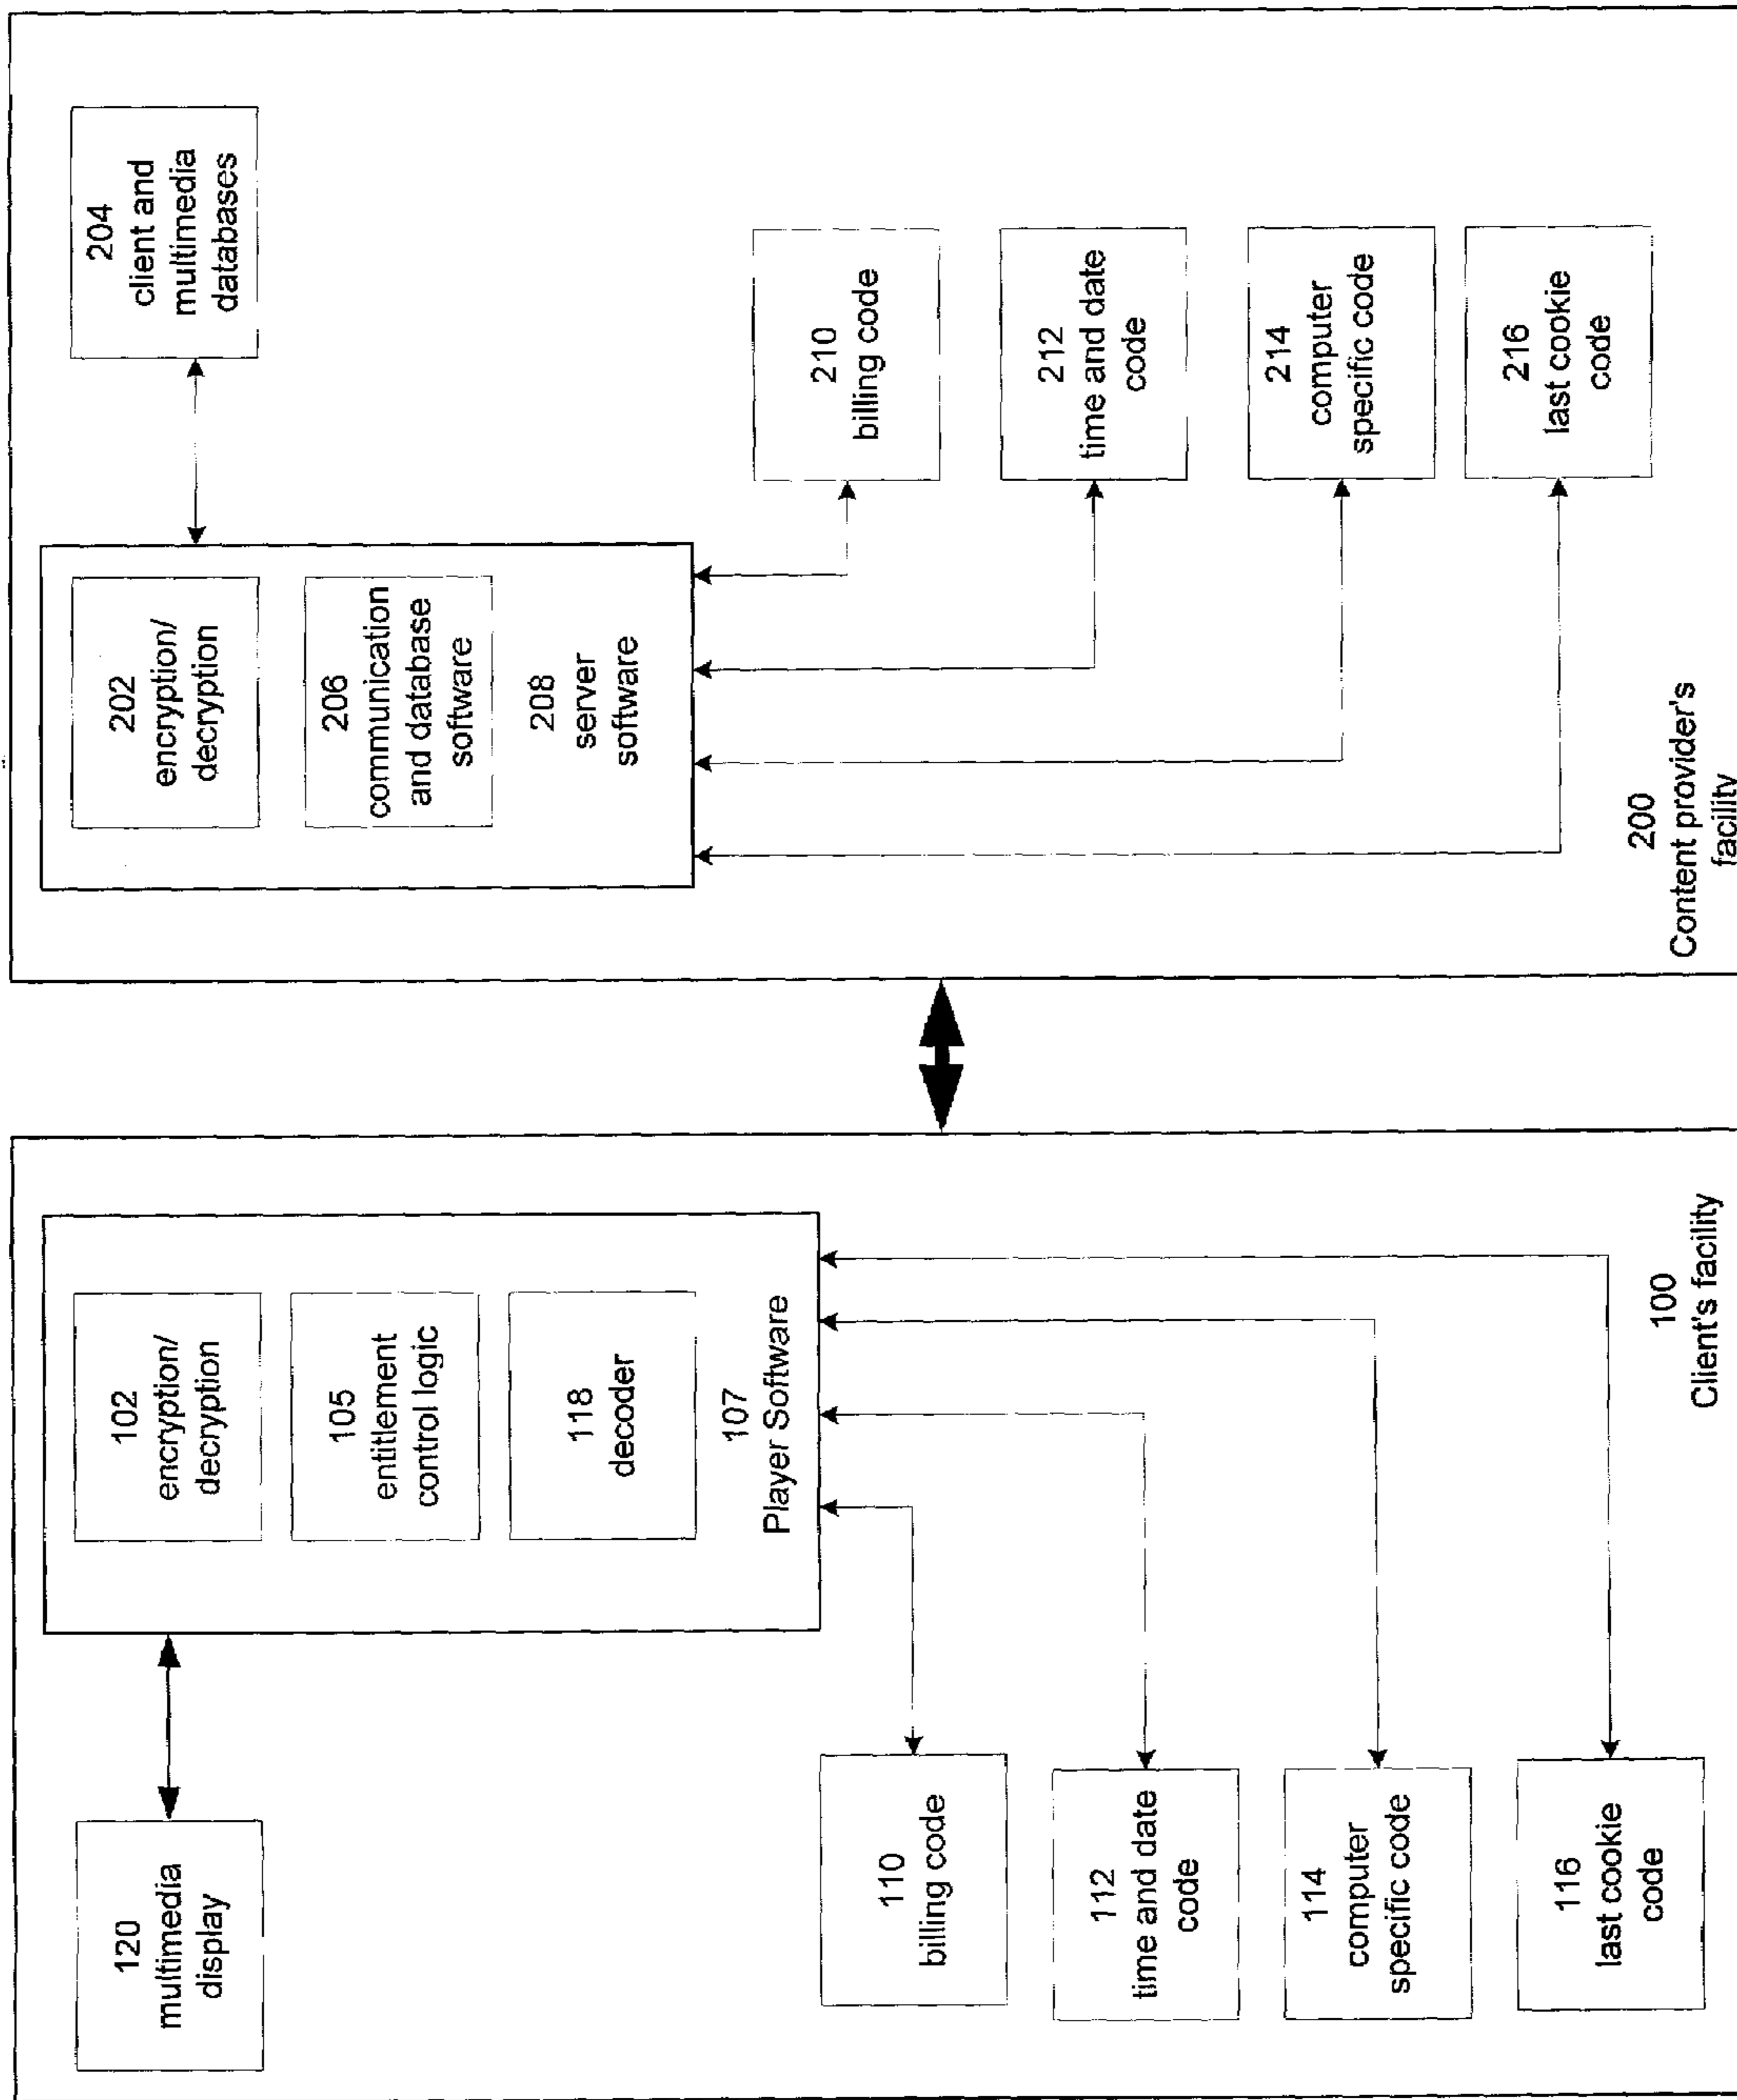 120
multimedia
display
102
encryption/
decryption
105
entitlement
control logic
118
decoder
107
Player Software
110
billing code
112
time and date
code
114
computer
specific code
116
last cookie
code
100
Client's facility
202
encryption/
decryption
206
communication
and database
software
208
server
software
204
client and
multimedia
databases
210
billing code
212
time and date
code
214
computer
specific code
216
last cookie
code
200
Content provider's
facility